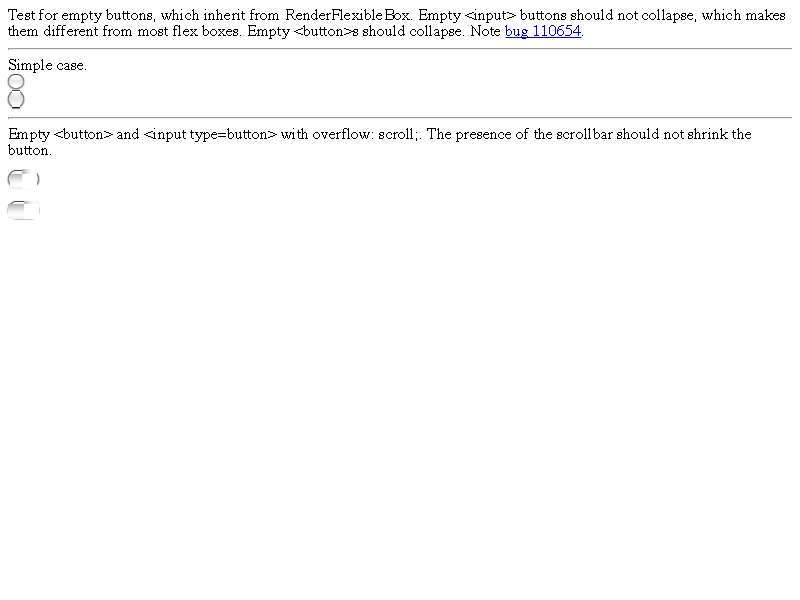 Test for empty buttons, which inherit from RenderFlexibleBox. Empty <input> buttons should not collapse, which makes
them different from most flex boxes. Empty <button>s should collapse. Note bug 110654.
Simple case.
Empty <button> and <input type=button> with overflow: scroll;. The presence of the scrollbar should not shrink the
button.